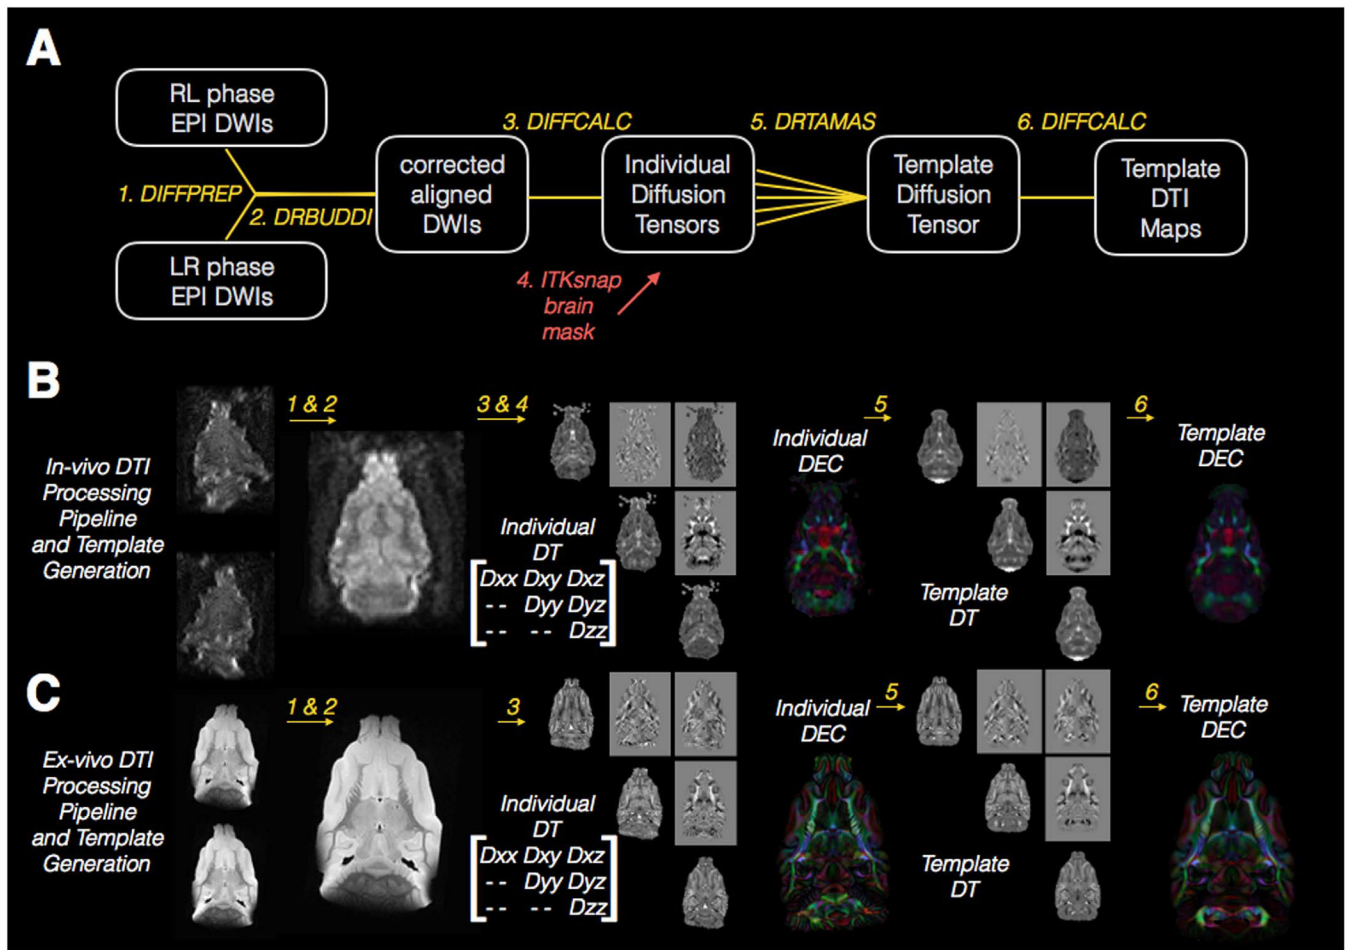 A
RL phase
EPI DWIs
1. DIFFPREP
2. DRBUDDI
LR phase
EPI DWIs
corrected
aligned
DWIs
3. DIFFCALC
Individual
Diffusion
Tensors
4. ITKsnap
brain
mask
5. DRTAMAS
Template
Diffusion
Tensor
6. DIFFCALC
Template
DTI
Maps
B
In-vivo DTI
Processing
Pipeline
and Template
Generation
1 & 2
3 & 4
Individual
DT
Dxx Dxy Dxz
-- Dyy Dyz
-- -- Dzz
Individual
DEC
5
Template
DT
6
Template
DEC
C
Ex-vivo DTI
Processing
Pipeline
and Template
Generation
1 & 2
3
Individual
DT
Dxx Dxy Dxz
-- Dyy Dyz
-- -- Dzz
Individual
DEC
5
Template
DT
6
Template
DEC